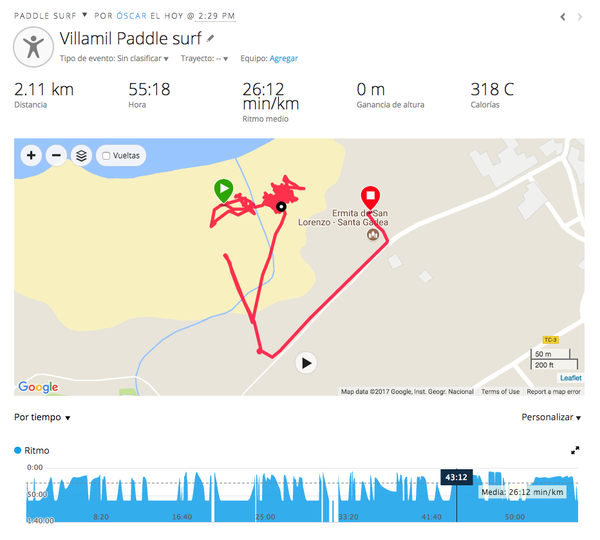 PADDLE SURF ▼ POR ÓSCAR EL HOY @ 2:29 PM
Villamil Paddle surf
Tipo de evento: Sin clasificar ▼ Trayecto: -- ▼ Equipo: Agregar
2.11 km 55:18 26:12 min/km 0 m 318 C
Distancia Hora Ritmo medio Ganancia de altura Calorías
+ − Vueltas
Ermita de San
Lorenzo - Santa Gadea
TC-3
50 m
200 ft
Leaflet
Google Map data ©2017 Google, Inst. Geogr. Nacional Terms of Use Report a map error
Por tiempo ▼ Personalizar ▼
Ritmo
0:00
43:12
50:00 Media: 26:12 min/km
1:40:00 8:20 16:40 25:00 33:20 41:40 50:00